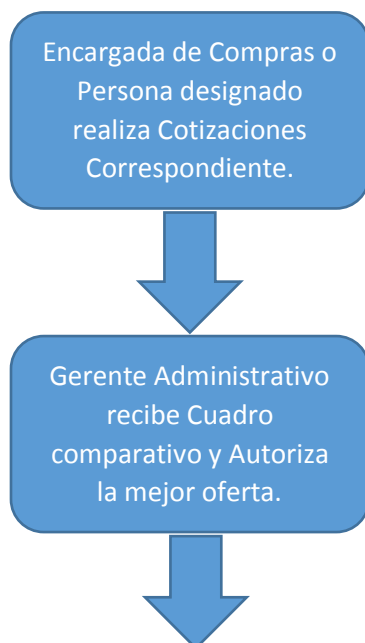 Encargada de Compras o
Persona designado
realiza Cotizaciones
Correspondiente.
Gerente Administrativo
recibe Cuadro
comparativo y Autoriza
la mejor oferta.